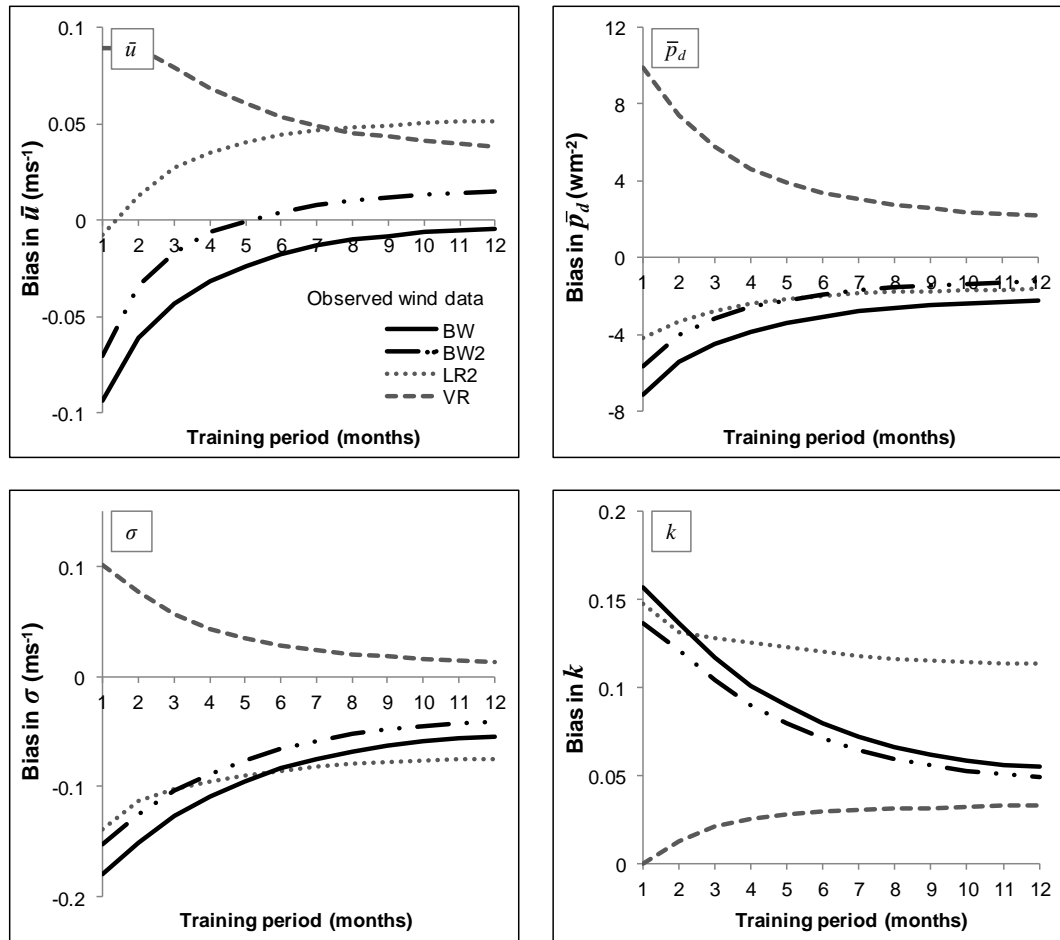 ū
Bias in ū (ms-1)
0.1
0.05
0
-0.05
-0.1
1 2 3 4 5 6 7 8 9 10 11 12
Observed wind data
BW
BW2
LR2
VR
Training period (months)
p̄d
Bias in p̄d (wm-2)
12
8
4
0
-4
-8
1 2 3 4 5 6 7 8 9 10 11 12
Training period (months)
σ
Bias in σ (ms-1)
0.1
0
-0.1
-0.2
1 2 3 4 5 6 7 8 9 10 11 12
Training period (months)
k
Bias in k
0.2
0.15
0.1
0.05
0
1 2 3 4 5 6 7 8 9 10 11 12
Training period (months)